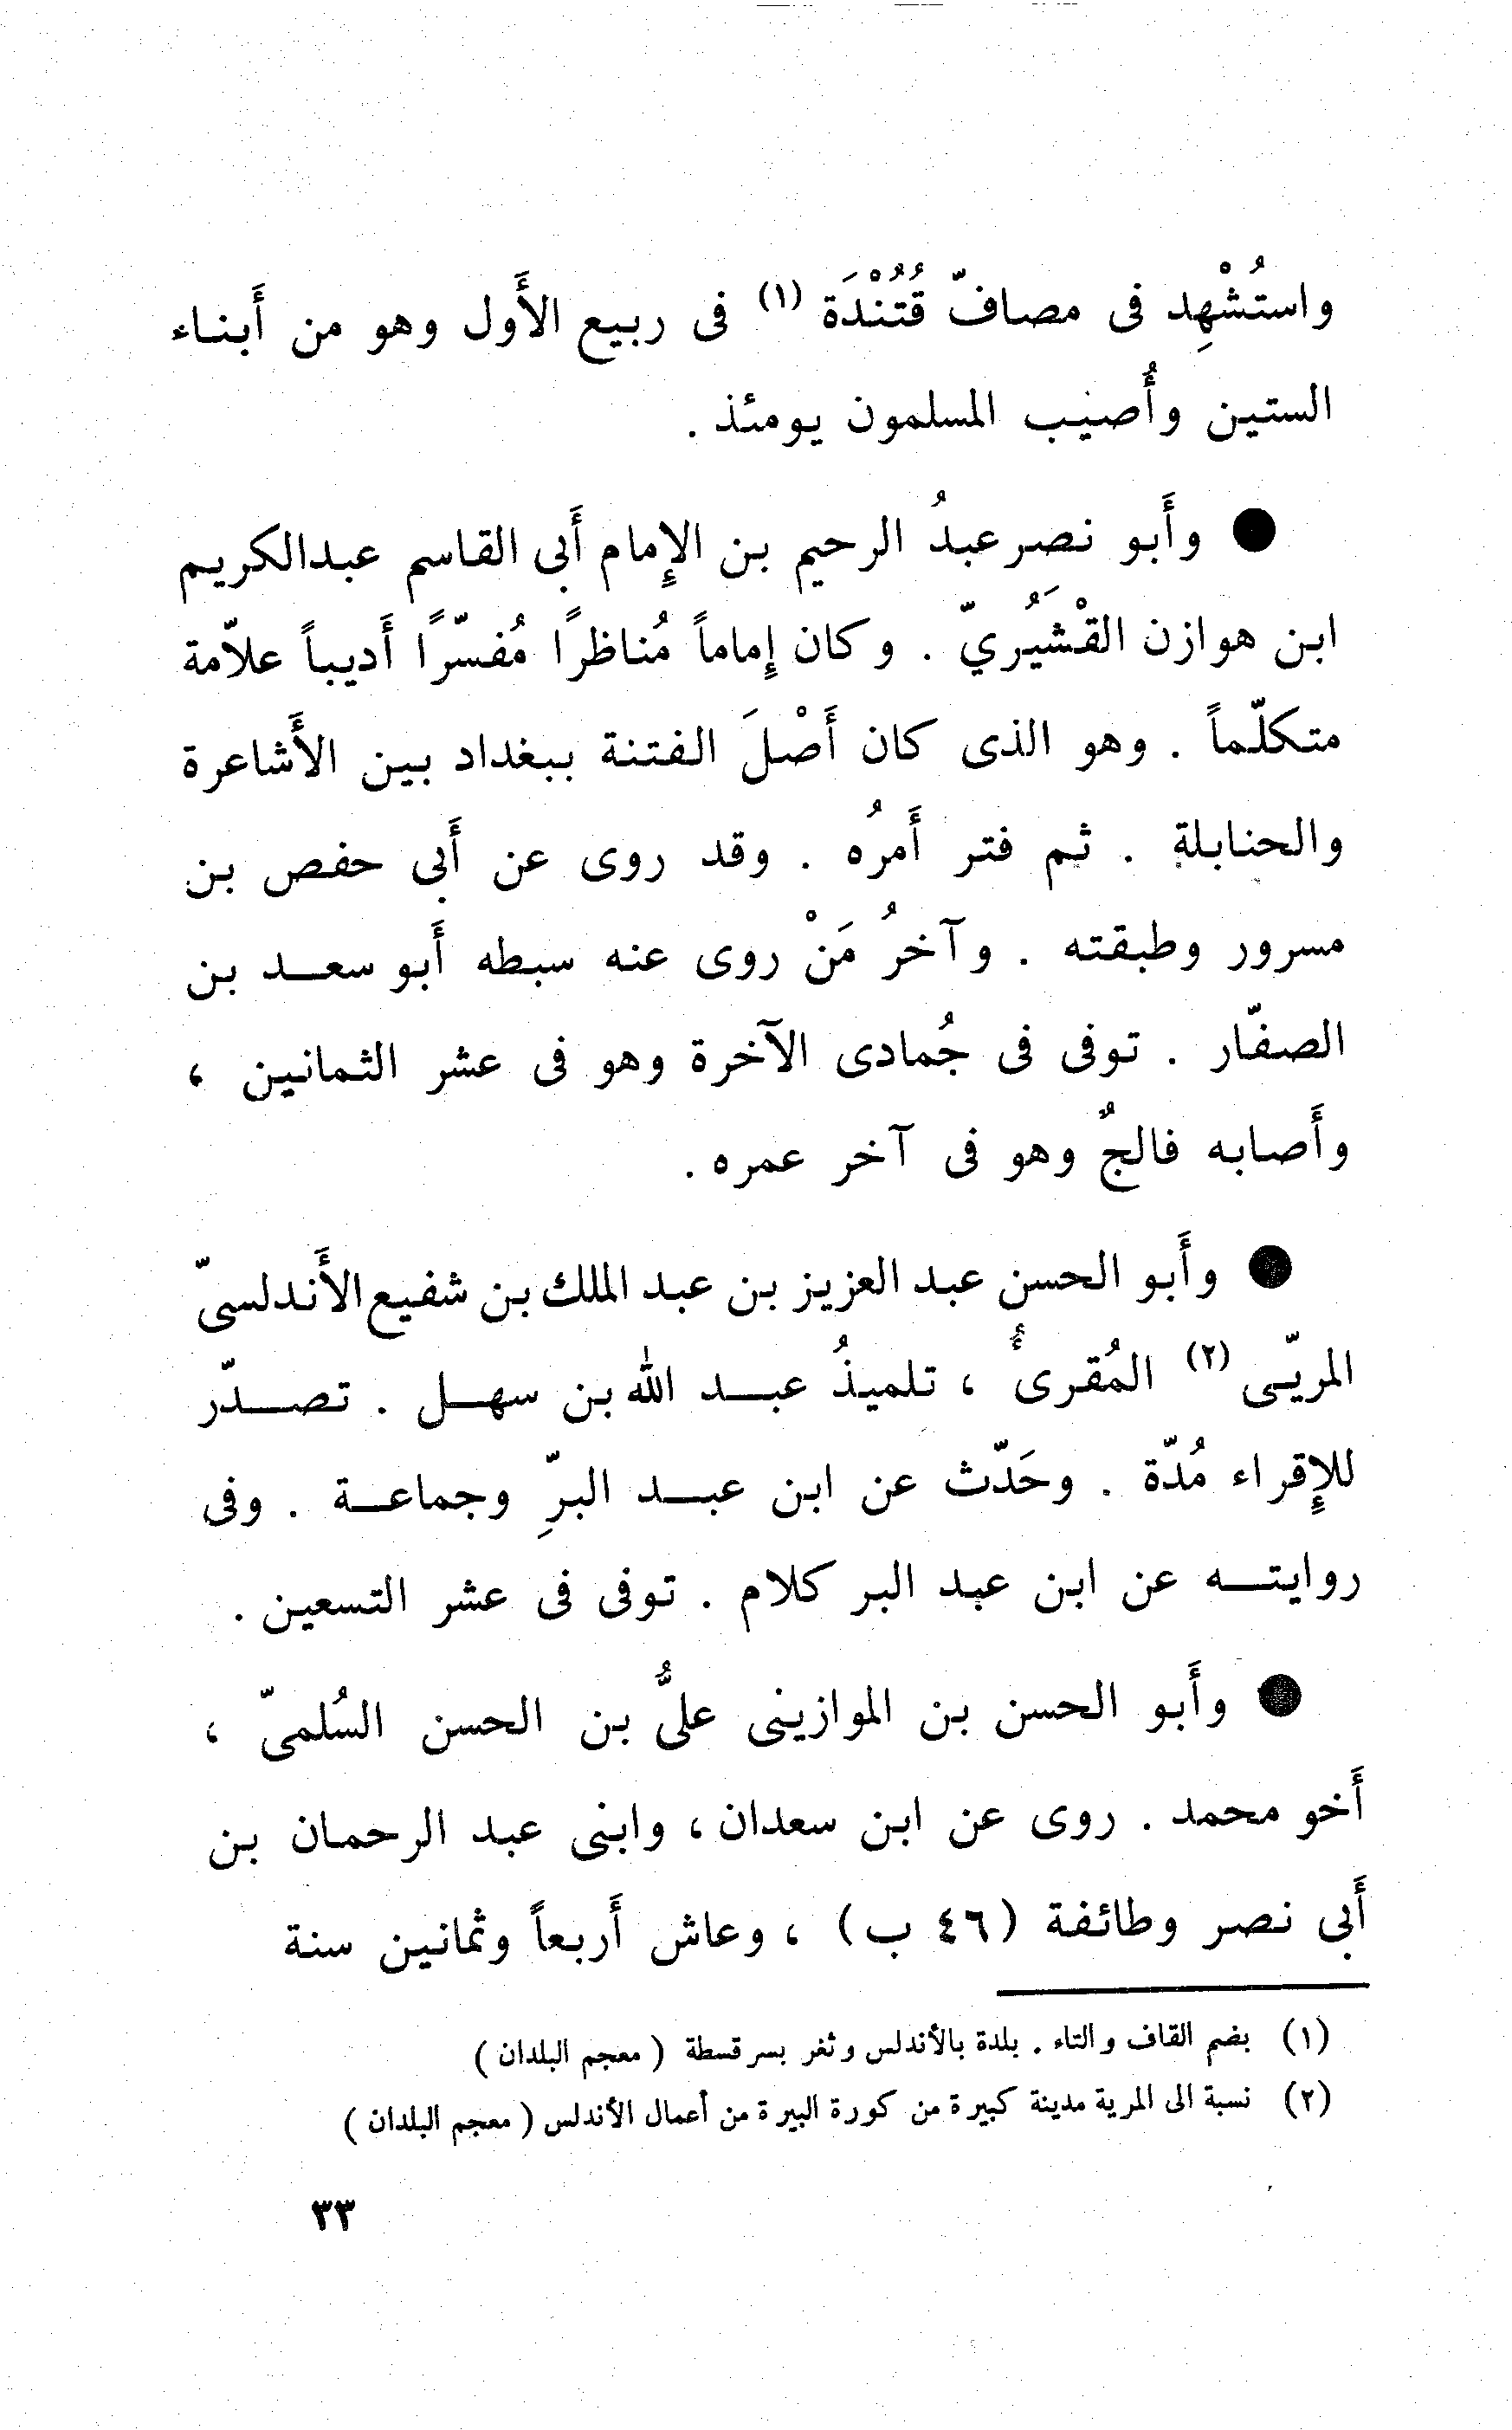 واستُشْهِد فى مصافّ قُتُنْدَة (١) فى ربيع الأَول وهو من أَبناء
الستين وأُصيب المسلمون يومئذ .
● وأَبو نصر عبدُ الرحيم بن الإِمام أَبى القاسم عبدالكريم
ابن هوازن القْشَيُريّ . وكان إِماماً مُناظرًا مُفسّرًا أَديباً علاّمة
متكلّماً . وهو الذى كان أَصْلَ الفتنة ببغداد بين الأَشاعرة
والحنابلة . ثم فتر أَمرُه . وقد روى عن أَبى حفص بن
مسرور وطبقته . وآخرُ مَنْ روى عنه سبطه أَبو سعد بن
الصفّار . توفى فى جُمادى الآخرة وهو فى عشر الثمانين ،
وأَصابه فالجٌ وهو فى آخر عمره .
● وأَبو الحسن عبد العزيز بن عبد الملك بن شفيع الأَندلسىّ
المريّى (٢) المُقرىُٔ ، تلميذُ عبد الله بن سهل . تصدّر
للإِقراء مُدّة . وحَدّث عن ابن عبد البرِّ وجماعة . وفى
روايته عن ابن عبد البر كلام . توفى فى عشر التسعين .
● وأَبو الحسن بن الموازينى علىُّ بن الحسن السُلمىّ ،
أَخو محمد . روى عن ابن سعدان ، وابنى عبد الرحمان بن
أَبى نصر وطائفة (٤٦ ب) ، وعاش أَربعاً وثمانين سنة
(١) بضم القاف والتاء . بلدة بالأندلس وثغر بسرقسطة ( معجم البلدان )
(٢) نسبة الى المرية مدينة كبيرة من كورة البيرة من أعمال الأندلس ( معجم البلدان )
٣٣